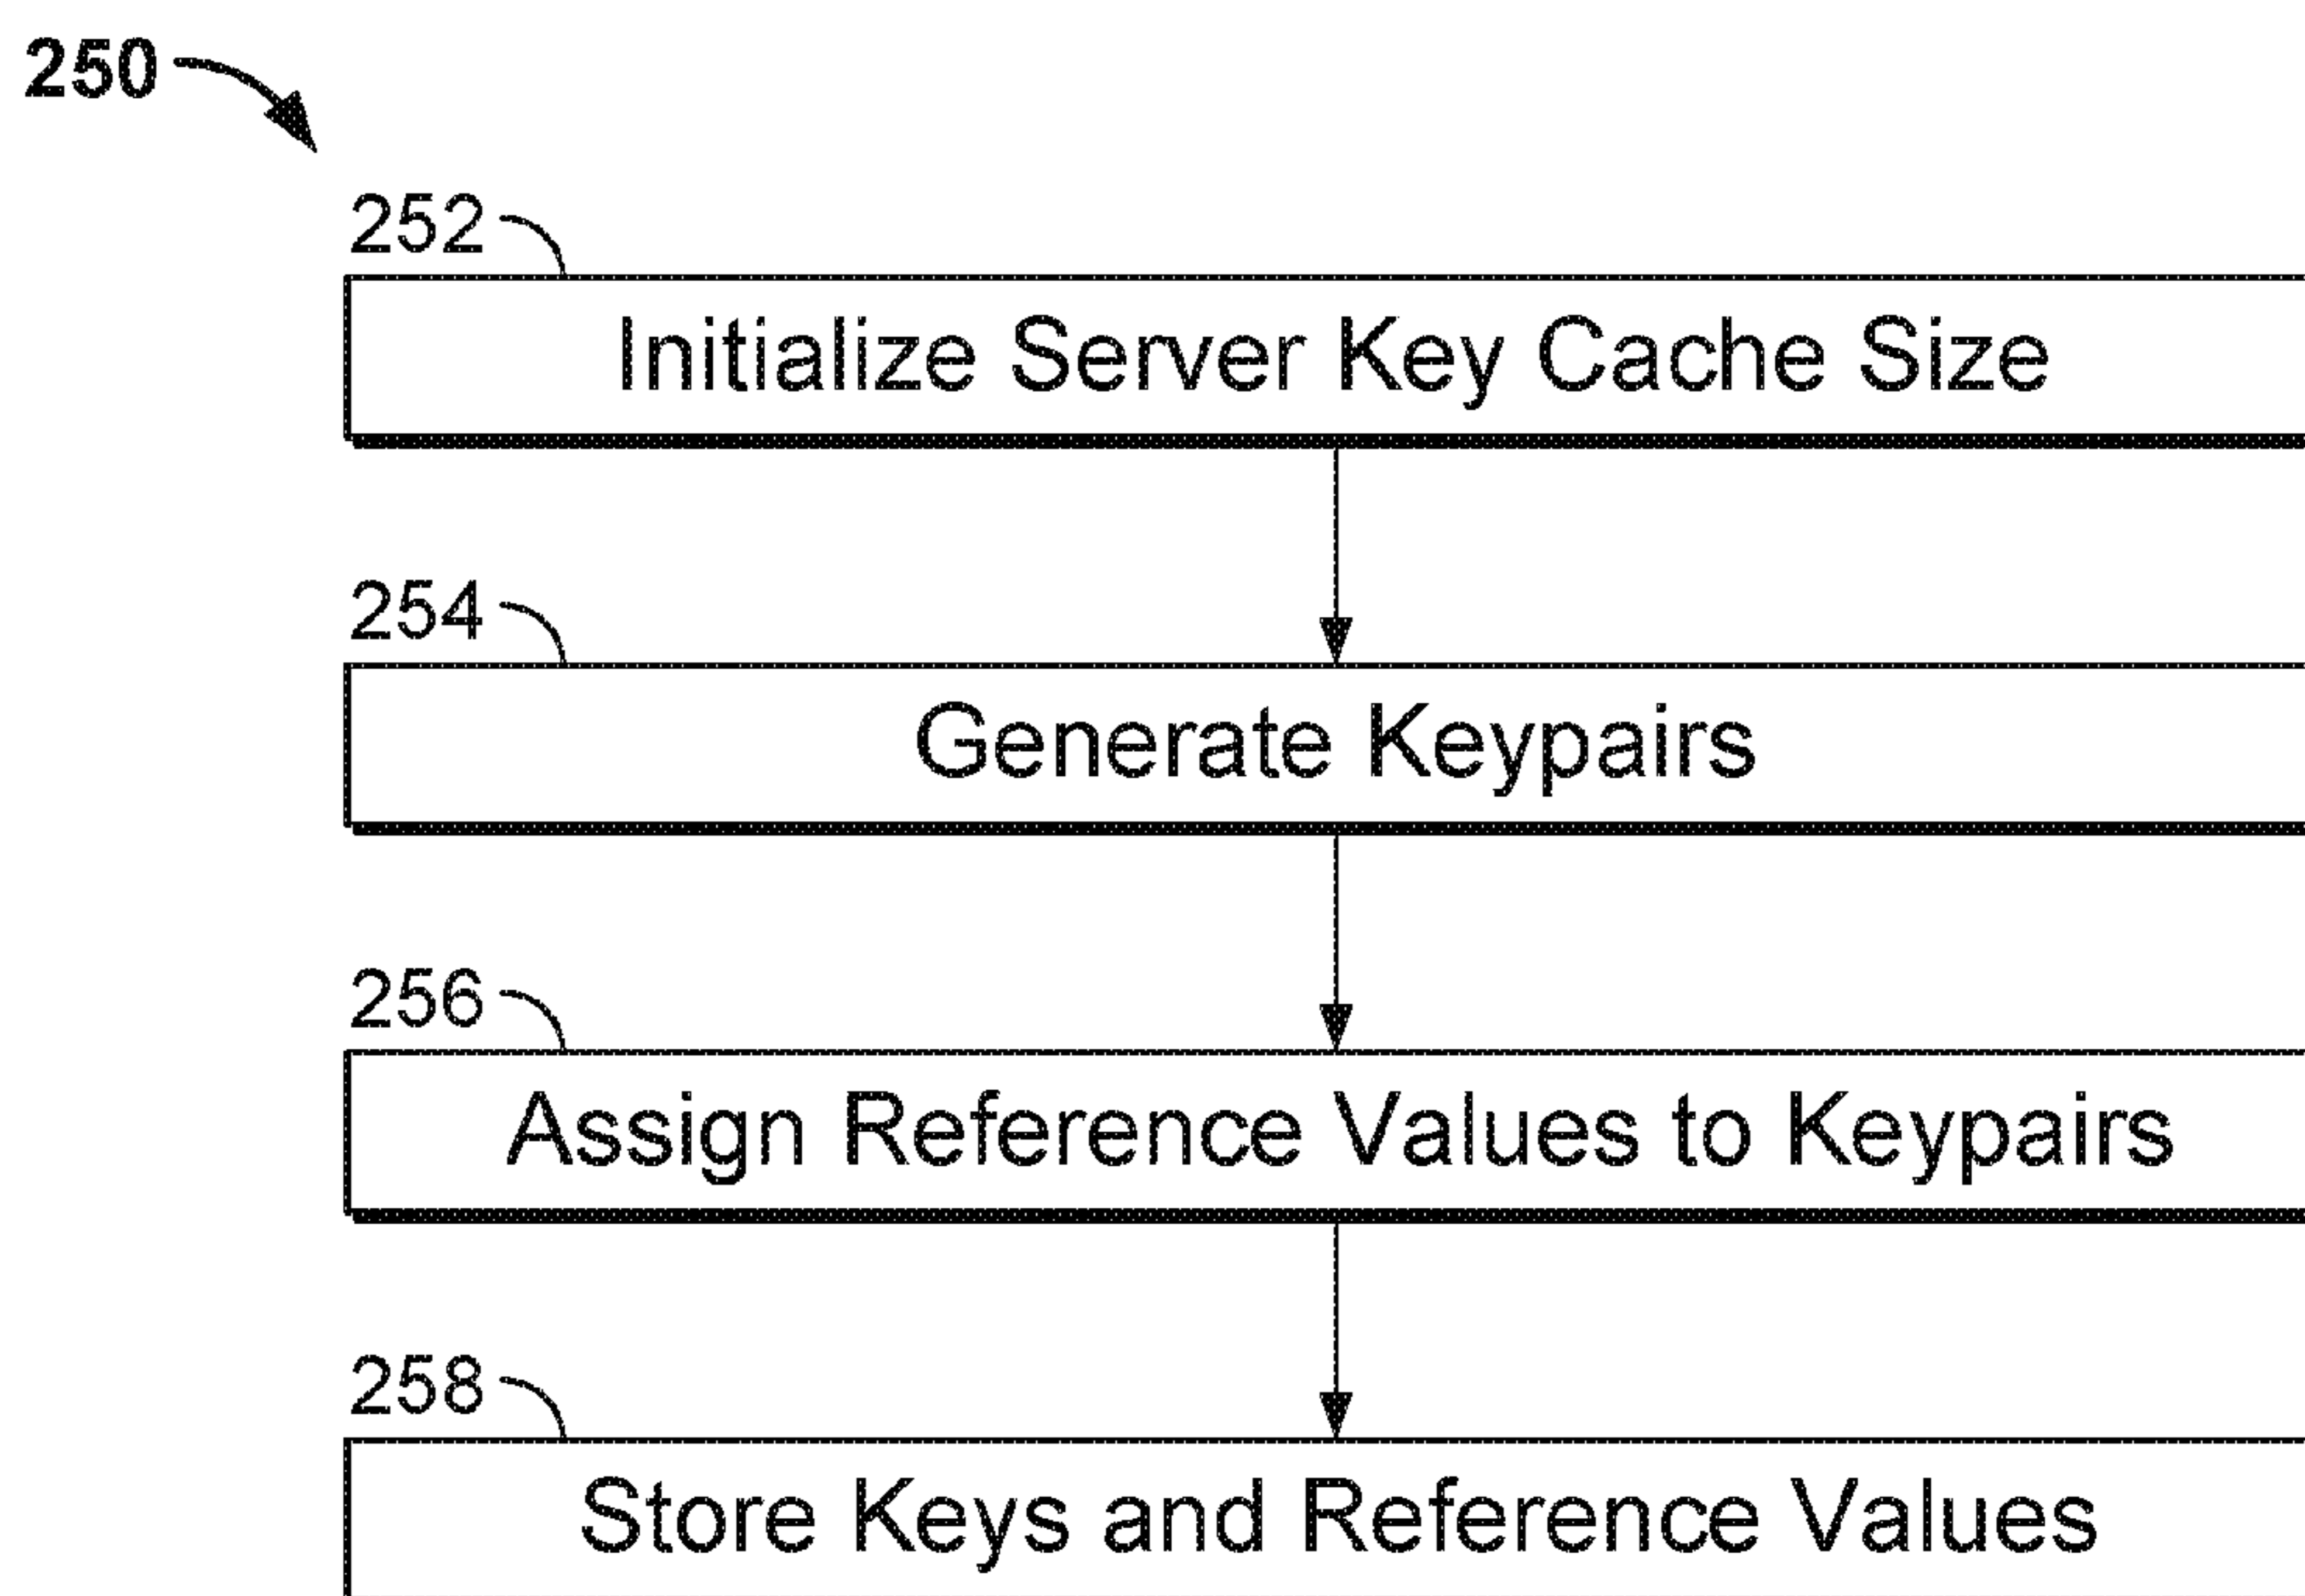 250
252
Initialize Server Key Cache Size
254
Generate Keypairs
256
Assign Reference Values to Keypairs
258
Store Keys and Reference Values